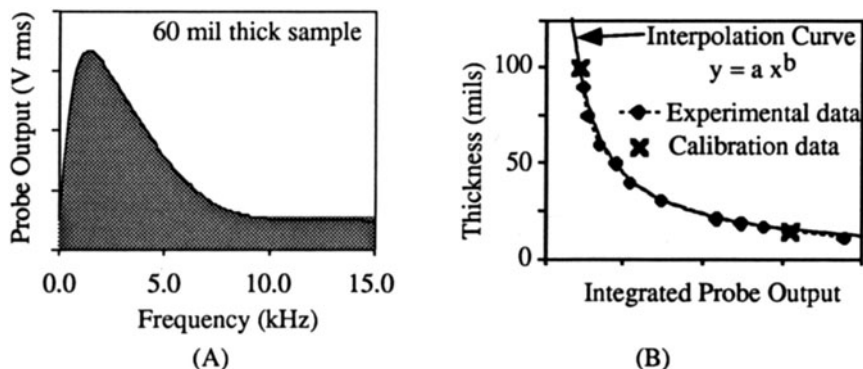 60 mil thick sample
Probe Output (V rms)
0.0 5.0 10.0 15.0
Frequency (kHz)
(A)
Interpolation Curve
y = a x^b
Experimental data
Calibration data
Thickness (mils)
100
50
0
Integrated Probe Output
(B)